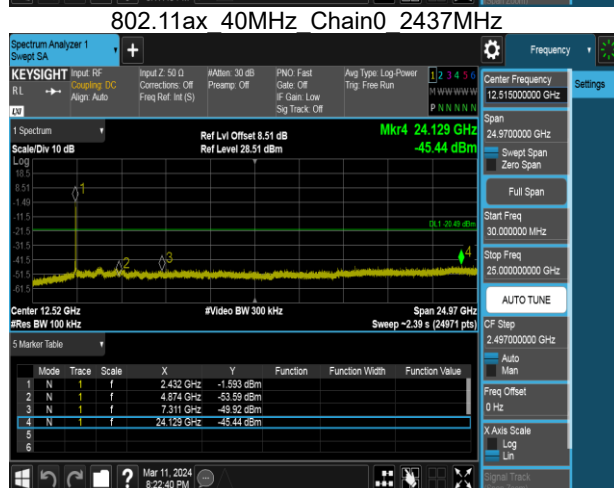 802.11ax_40MHz_Chain0_2437MHz
Spectrum Analyzer 1
Swept SA
Frequency
KEYSIGHT
RL
Input: RF
Coupling: DC
Align: Auto
Input Z: 50 Ω
Corrections: Off
Freq Ref: Int (S)
#Atten: 30 dB
Preamp: Off
PNO: Fast
Gate: Off
IF Gain: Low
Sig Track: Off
Avg Type: Log-Power
Trig: Free Run
1 2 3 4 5 6
M W W W W W
P N N N N N
Center Frequency
12.515000000 GHz
Settings
Span
24.9700000 GHz
Swept Span
Zero Span
Full Span
Start Freq
30.000000 MHz
Stop Freq
25.000000000 GHz
AUTO TUNE
CF Step
2.497000000 GHz
Auto
Man
Freq Offset
0 Hz
X Axis Scale
Log
Lin
Signal Track
1 Spectrum
Scale/Div 10 dB
Ref Lvl Offset 8.51 dB
Ref Level 28.51 dBm
Mkr4 24.129 GHz
-45.44 dBm
Log
18.5
8.51
-1.49
-11.5
-21.5
-31.5
-41.5
-51.5
-61.5
1
2
3
4
DL1 -20.49 dBm
Center 12.52 GHz
#Res BW 100 kHz
#Video BW 300 kHz
Span 24.97 GHz
Sweep ~2.39 s (24971 pts)
5 Marker Table
Mode Trace Scale X Y Function Function Width Function Value
1 N 1 f 2.432 GHz -1.593 dBm
2 N 1 f 4.874 GHz -53.59 dBm
3 N 1 f 7.311 GHz -49.92 dBm
4 N 1 f 24.129 GHz -45.44 dBm
5
6
?
Mar 11, 2024
8:22:40 PM